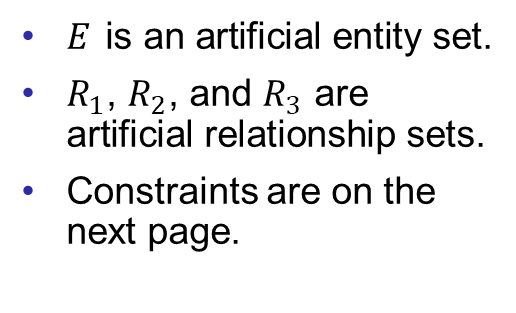 • E is an artificial entity set.
• R₁, R₂, and R₃ are
artificial relationship sets.
• Constraints are on the
next page.